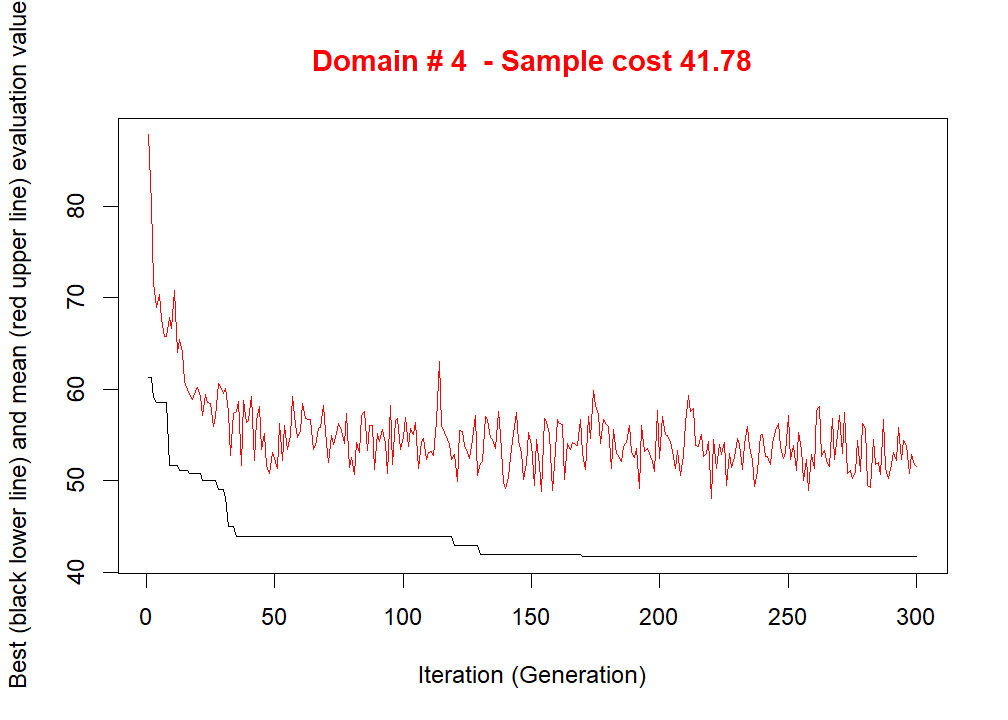 Domain # 4  - Sample cost 41.78
Best (black lower line) and mean (red upper line) evaluation value
80
70
60
50
40
0 50 100 150 200 250 300
Iteration (Generation)